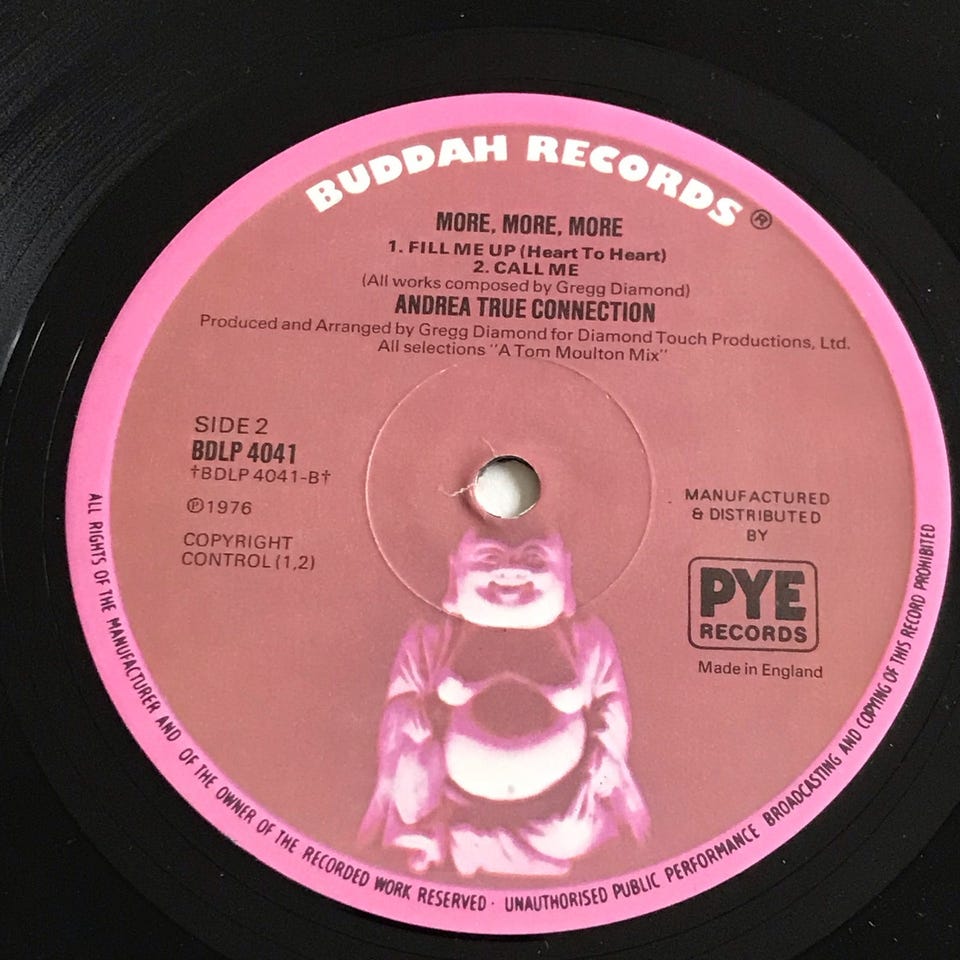 BUDDAH RECORDS ®
MORE, MORE, MORE
1. FILL ME UP (Heart To Heart)
2. CALL ME
(All works composed by Gregg Diamond)
ANDREA TRUE CONNECTION
Produced and Arranged by Gregg Diamond for Diamond Touch Productions, Ltd.
All selections "A Tom Moulton Mix"
SIDE 2
BDLP 4041
†BDLP 4041-B†
℗1976
COPYRIGHT
CONTROL (1,2)
MANUFACTURED
& DISTRIBUTED
BY
PYE
RECORDS
Made in England
ALL RIGHTS OF THE MANUFACTURER AND OF THE OWNER OF THE RECORDED WORK RESERVED · UNAUTHORISED PUBLIC PERFORMANCE BROADCASTING AND COPYING OF THIS RECORD PROHIBITED